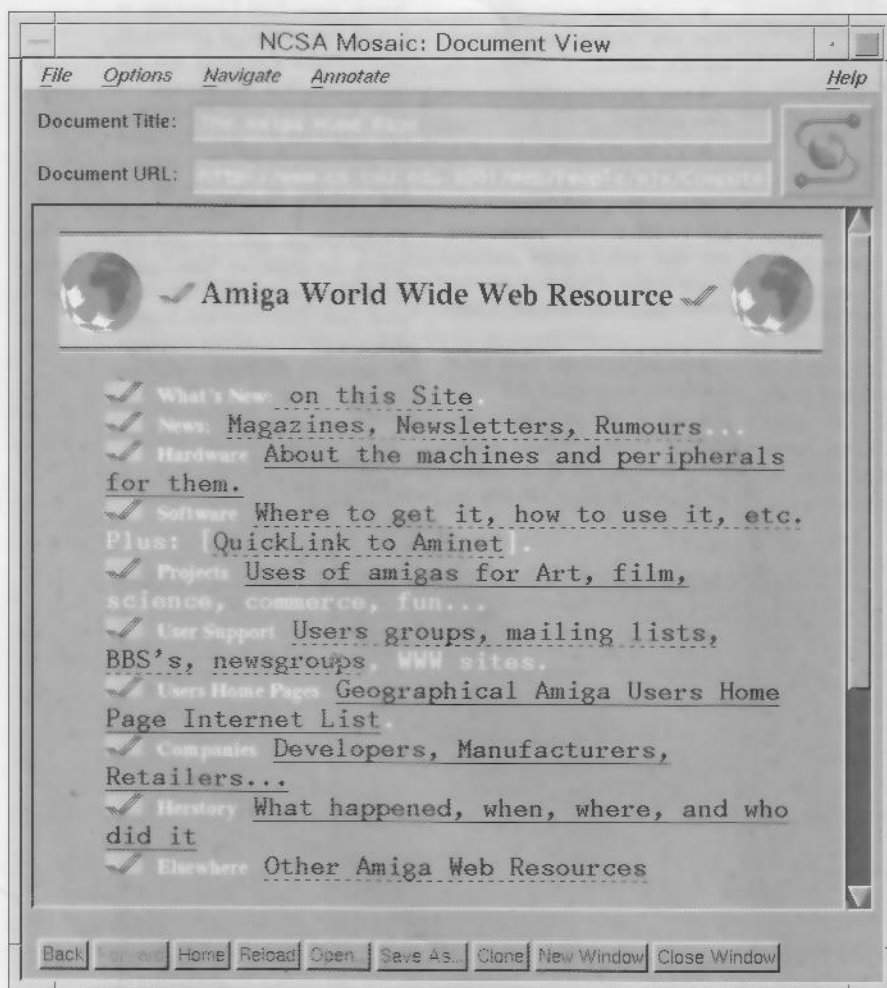 NCSA Mosaic: Document View
File Options Navigate Annotate Help
Document Title: The Amiga Home Page
Document URL:
Amiga World Wide Web Resource
What's New: on this Site.
News: Magazines, Newsletters, Rumours...
Hardware About the machines and peripherals
for them.
Software Where to get it, how to use it, etc.
Plus: [QuickLink to Aminet].
Projects Uses of amigas for Art, film,
science, commerce, fun...
User Support Users groups, mailing lists,
BBS's, newsgroups, WWW sites.
Users Home Pages Geographical Amiga Users Home
Page Internet List.
Companies Developers, Manufacturers,
Retailers...
Herstory What happened, when, where, and who
did it
Elsewhere Other Amiga Web Resources
Back Forward Home Reload Open... Save As... Clone New Window Close Window